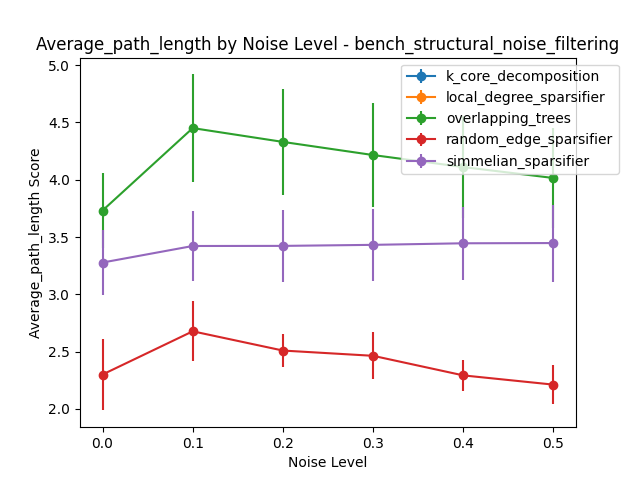 Average_path_length by Noise Level - bench_structural_noise_filtering
k_core_decomposition
local_degree_sparsifier
overlapping_trees
random_edge_sparsifier
simmelian_sparsifier
Average_path_length Score
5.0
4.5
4.0
3.5
3.0
2.5
2.0
0.0 0.1 0.2 0.3 0.4 0.5
Noise Level